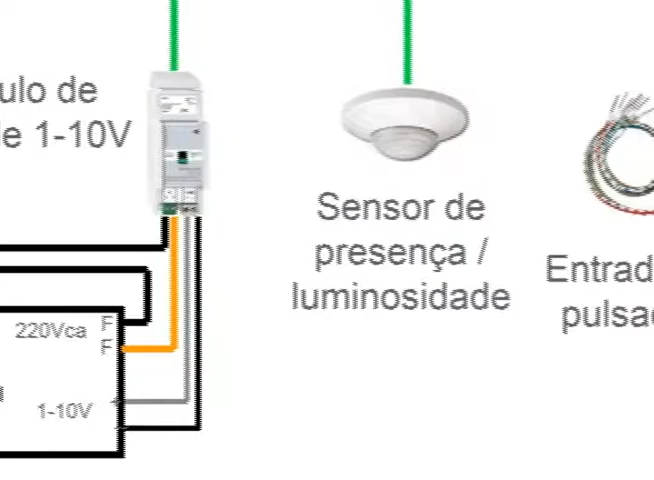 ulo de
e 1-10V
Sensor de
presença /
luminosidade
Entrad
pulsa
220Vca F
F
1-10V